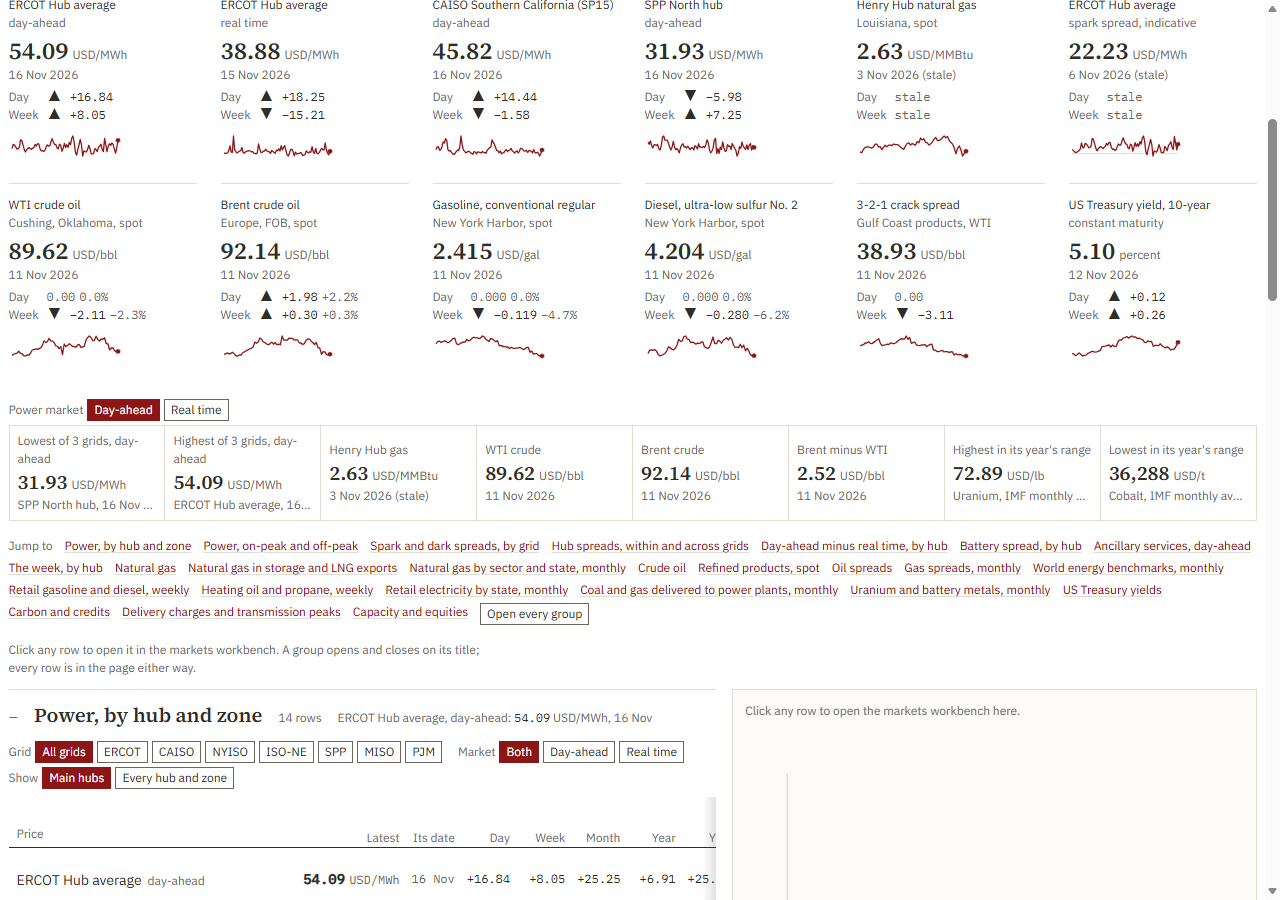 ERCOT Hub average ERCOT Hub average CAISO Southern California (SP15) SPP North hub Henry Hub natural gas ERCOT Hub average
day-ahead real time day-ahead day-ahead Louisiana, spot spark spread, indicative
54.09 USD/MWh 38.88 USD/MWh 45.82 USD/MWh 31.93 USD/MWh 2.63 USD/MMBtu 22.23 USD/MWh
16 Nov 2026 15 Nov 2026 16 Nov 2026 16 Nov 2026 3 Nov 2026 (stale) 6 Nov 2026 (stale)
Day ▲ +16.84 Day ▲ +18.25 Day ▲ +14.44 Day ▼ −5.98 Day stale Day stale
Week ▲ +8.05 Week ▼ −15.21 Week ▼ −1.58 Week ▲ +7.25 Week stale Week stale
WTI crude oil Brent crude oil Gasoline, conventional regular Diesel, ultra-low sulfur No. 2 3-2-1 crack spread US Treasury yield, 10-year
Cushing, Oklahoma, spot Europe, FOB, spot New York Harbor, spot New York Harbor, spot Gulf Coast products, WTI constant maturity
89.62 USD/bbl 92.14 USD/bbl 2.415 USD/gal 4.204 USD/gal 38.93 USD/bbl 5.10 percent
11 Nov 2026 11 Nov 2026 11 Nov 2026 11 Nov 2026 11 Nov 2026 12 Nov 2026
Day 0.00 0.0% Day ▲ +1.98 +2.2% Day 0.000 0.0% Day 0.000 0.0% Day 0.00 Day ▲ +0.12
Week ▼ −2.11 −2.3% Week ▲ +0.30 +0.3% Week ▼ −0.119 −4.7% Week ▼ −0.280 −6.2% Week ▼ −3.11 Week ▲ +0.26
Power market Day-ahead Real time
Lowest of 3 grids, day-ahead
31.93 USD/MWh
SPP North hub, 16 Nov ...
Highest of 3 grids, day-ahead
54.09 USD/MWh
ERCOT Hub average, 16...
Henry Hub gas
2.63 USD/MMBtu
3 Nov 2026 (stale)
WTI crude
89.62 USD/bbl
11 Nov 2026
Brent crude
92.14 USD/bbl
11 Nov 2026
Brent minus WTI
2.52 USD/bbl
11 Nov 2026
Highest in its year's range
72.89 USD/lb
Uranium, IMF monthly ...
Lowest in its year's range
36,288 USD/t
Cobalt, IMF monthly av...
Jump to Power, by hub and zone Power, on-peak and off-peak Spark and dark spreads, by grid Hub spreads, within and across grids Day-ahead minus real time, by hub Battery spread, by hub Ancillary services, day-ahead
The week, by hub Natural gas Natural gas in storage and LNG exports Natural gas by sector and state, monthly Crude oil Refined products, spot Oil spreads Gas spreads, monthly World energy benchmarks, monthly
Retail gasoline and diesel, weekly Heating oil and propane, weekly Retail electricity by state, monthly Coal and gas delivered to power plants, monthly Uranium and battery metals, monthly US Treasury yields
Carbon and credits Delivery charges and transmission peaks Capacity and equities Open every group
Click any row to open it in the markets workbench. A group opens and closes on its title;
every row is in the page either way.
− Power, by hub and zone 14 rows ERCOT Hub average, day-ahead: 54.09 USD/MWh, 16 Nov
Grid All grids ERCOT CAISO NYISO ISO-NE SPP MISO PJM Market Both Day-ahead Real time
Show Main hubs Every hub and zone
Price Latest Its date Day Week Month Year Y
ERCOT Hub average day-ahead 54.09 USD/MWh 16 Nov +16.84 +8.05 +25.25 +6.91 +25.
Click any row to open the markets workbench here.